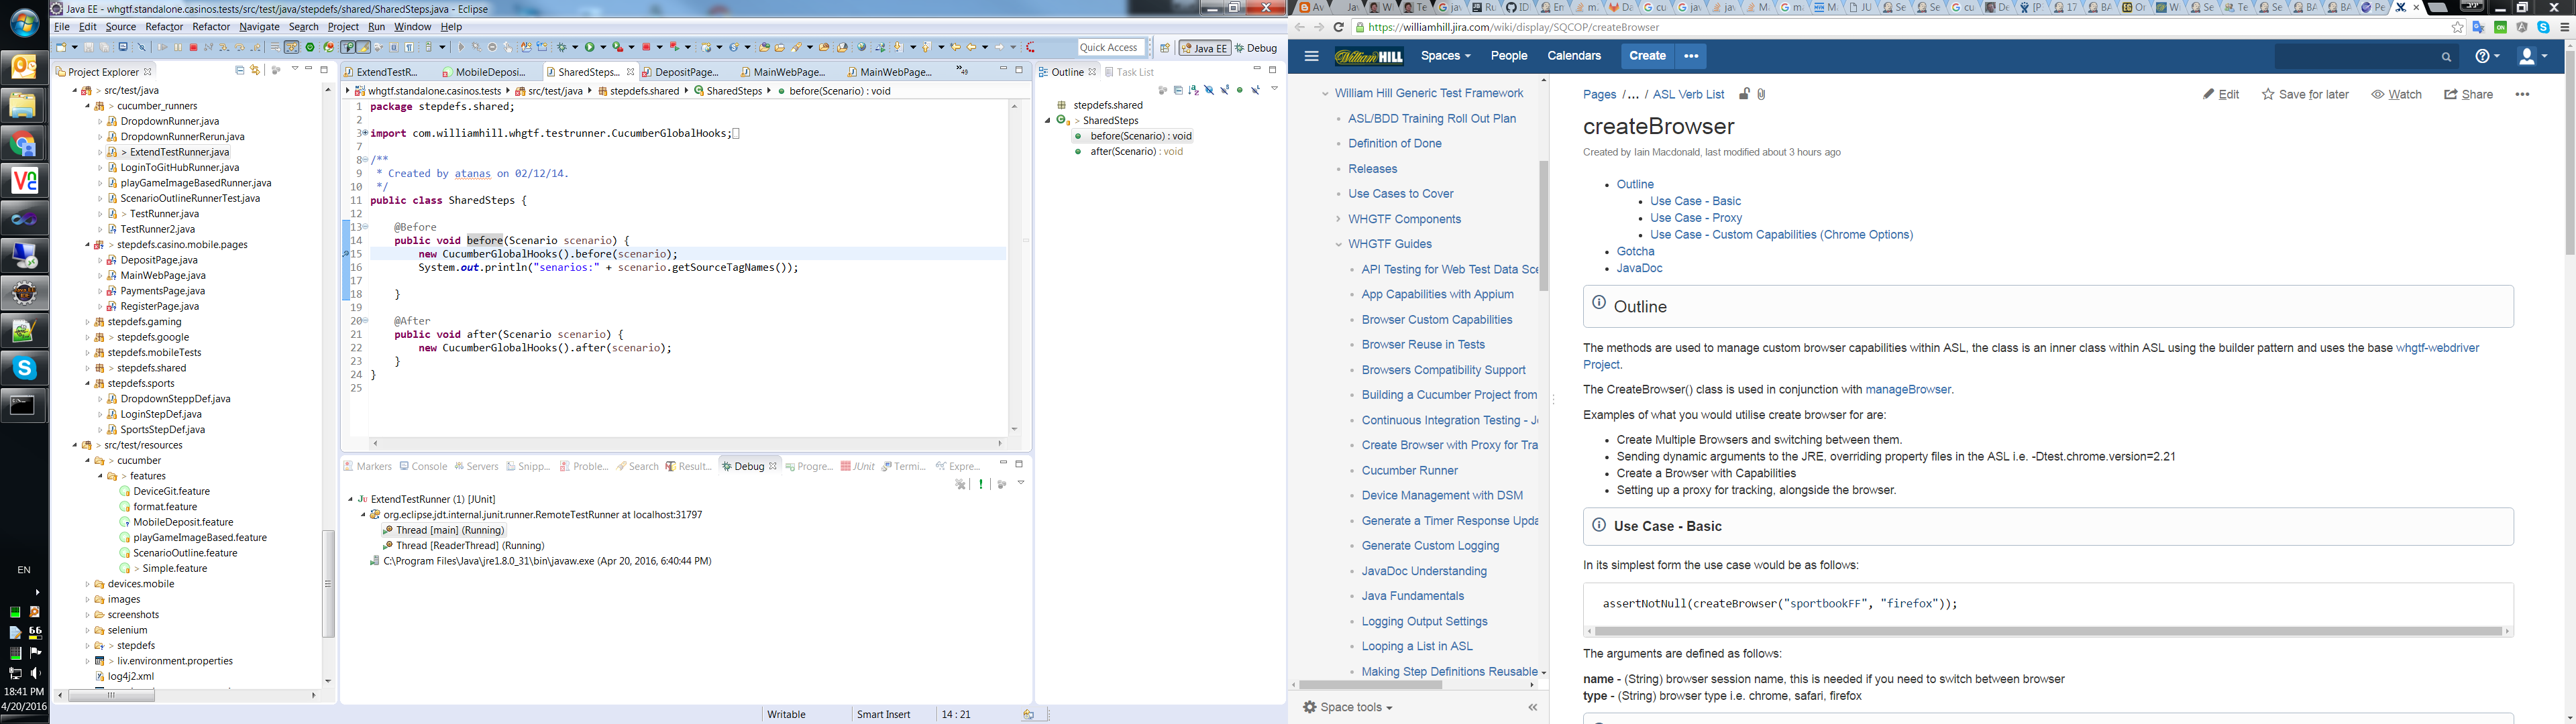 Java EE - whgtf.standalone.casinos.tests/src/test/java/stepdefs/shared/SharedSteps.java - Eclipse
File Edit Source Refactor Refactor Navigate Search Project Run Window Help
Quick Access
Java EE
Debug
Project Explorer
> src/test/java
> cucumber_runners
DropdownRunner.java
DropdownRunnerRerun.java
> ExtendTestRunner.java
LoginToGitHubRunner.java
playGameImageBasedRunner.java
ScenarioOutlineRunnerTest.java
> TestRunner.java
TestRunner2.java
> stepdefs.casino.mobile.pages
DepositPage.java
MainWebPage.java
PaymentsPage.java
RegisterPage.java
stepdefs.gaming
> stepdefs.google
stepdefs.mobileTests
> stepdefs.shared
stepdefs.sports
DropdownSteppDef.java
LoginStepDef.java
SportsStepDef.java
> src/test/resources
> cucumber
> features
DeviceGit.feature
format.feature
MobileDeposit.feature
playGameImageBased.feature
ScenarioOutline.feature
> Simple.feature
devices.mobile
images
screenshots
selenium
> stepdefs
> liv.environment.properties
log4j2.xml
EN
18:41 PM
4/20/2016
ExtendTestR... MobileDeposi... SharedSteps... DepositPage... MainWebPage... MainWebPage... »49
whgtf.standalone.casinos.tests src/test/java stepdefs.shared SharedSteps before(Scenario) : void
1 package stepdefs.shared;
2
3 import com.williamhill.whgtf.testrunner.CucumberGlobalHooks;
7
8 /**
9 * Created by atanas on 02/12/14.
10 */
11 public class SharedSteps {
12
13 @Before
14 public void before(Scenario scenario) {
15 new CucumberGlobalHooks().before(scenario);
16 System.out.println("senarios:" + scenario.getSourceTagNames());
17
18 }
19
20 @After
21 public void after(Scenario scenario) {
22 new CucumberGlobalHooks().after(scenario);
23 }
24 }
25
Markers Console Servers Snipp... Proble... Search Result... Debug Progre... JUnit Termi... Expre...
ExtendTestRunner (1) [JUnit]
org.eclipse.jdt.internal.junit.runner.RemoteTestRunner at localhost:31797
Thread [main] (Running)
Thread [ReaderThread] (Running)
C:\Program Files\Java\jre1.8.0_31\bin\javaw.exe (Apr 20, 2016, 6:40:44 PM)
Writable Smart Insert 14 : 21
Outline Task List
stepdefs.shared
> SharedSteps
before(Scenario) : void
after(Scenario) : void
https://williamhill.jira.com/wiki/display/SQCOP/createBrowser
William HILL Spaces People Calendars Create •••
William Hill Generic Test Framework
ASL/BDD Training Roll Out Plan
Definition of Done
Releases
Use Cases to Cover
WHGTF Components
WHGTF Guides
API Testing for Web Test Data Sce
App Capabilities with Appium
Browser Custom Capabilities
Browser Reuse in Tests
Browsers Compatibility Support
Building a Cucumber Project from
Continuous Integration Testing - Je
Create Browser with Proxy for Tra
Cucumber Runner
Device Management with DSM
Generate a Timer Response Upda
Generate Custom Logging
JavaDoc Understanding
Java Fundamentals
Logging Output Settings
Looping a List in ASL
Making Step Definitions Reusable
Space tools
Pages /... / ASL Verb List
Edit Save for later Watch Share •••
createBrowser
Created by Iain Macdonald, last modified about 3 hours ago
• Outline
• Use Case - Basic
• Use Case - Proxy
• Use Case - Custom Capabilities (Chrome Options)
• Gotcha
• JavaDoc
Outline
The methods are used to manage custom browser capabilities within ASL, the class is an inner class within ASL using the builder pattern and uses the base whgtf-webdriver
Project.
The CreateBrowser() class is used in conjunction with manageBrowser.
Examples of what you would utilise create browser for are:
• Create Multiple Browsers and switching between them.
• Sending dynamic arguments to the JRE, overriding property files in the ASL i.e. -Dtest.chrome.version=2.21
• Create a Browser with Capabilities
• Setting up a proxy for tracking, alongside the browser.
Use Case - Basic
In its simplest form the use case would be as follows:
assertNotNull(createBrowser("sportbookFF", "firefox"));
The arguments are defined as follows:
name - (String) browser session name, this is needed if you need to switch between browser
type - (String) browser type i.e. chrome, safari, firefox